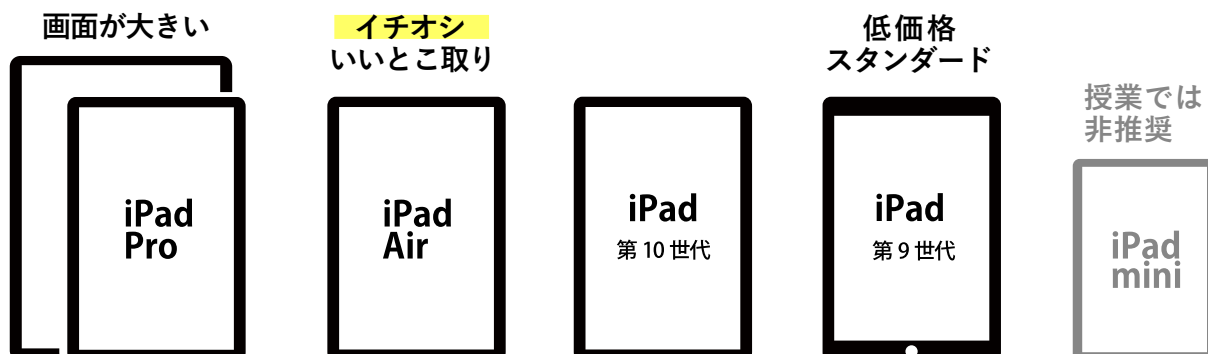 画面が大きい
iPad
Pro
イチオシ
いいとこ取り
iPad
Air
iPad
第10世代
低価格
スタンダード
iPad
第9世代
授業では
非推奨
iPad
mini